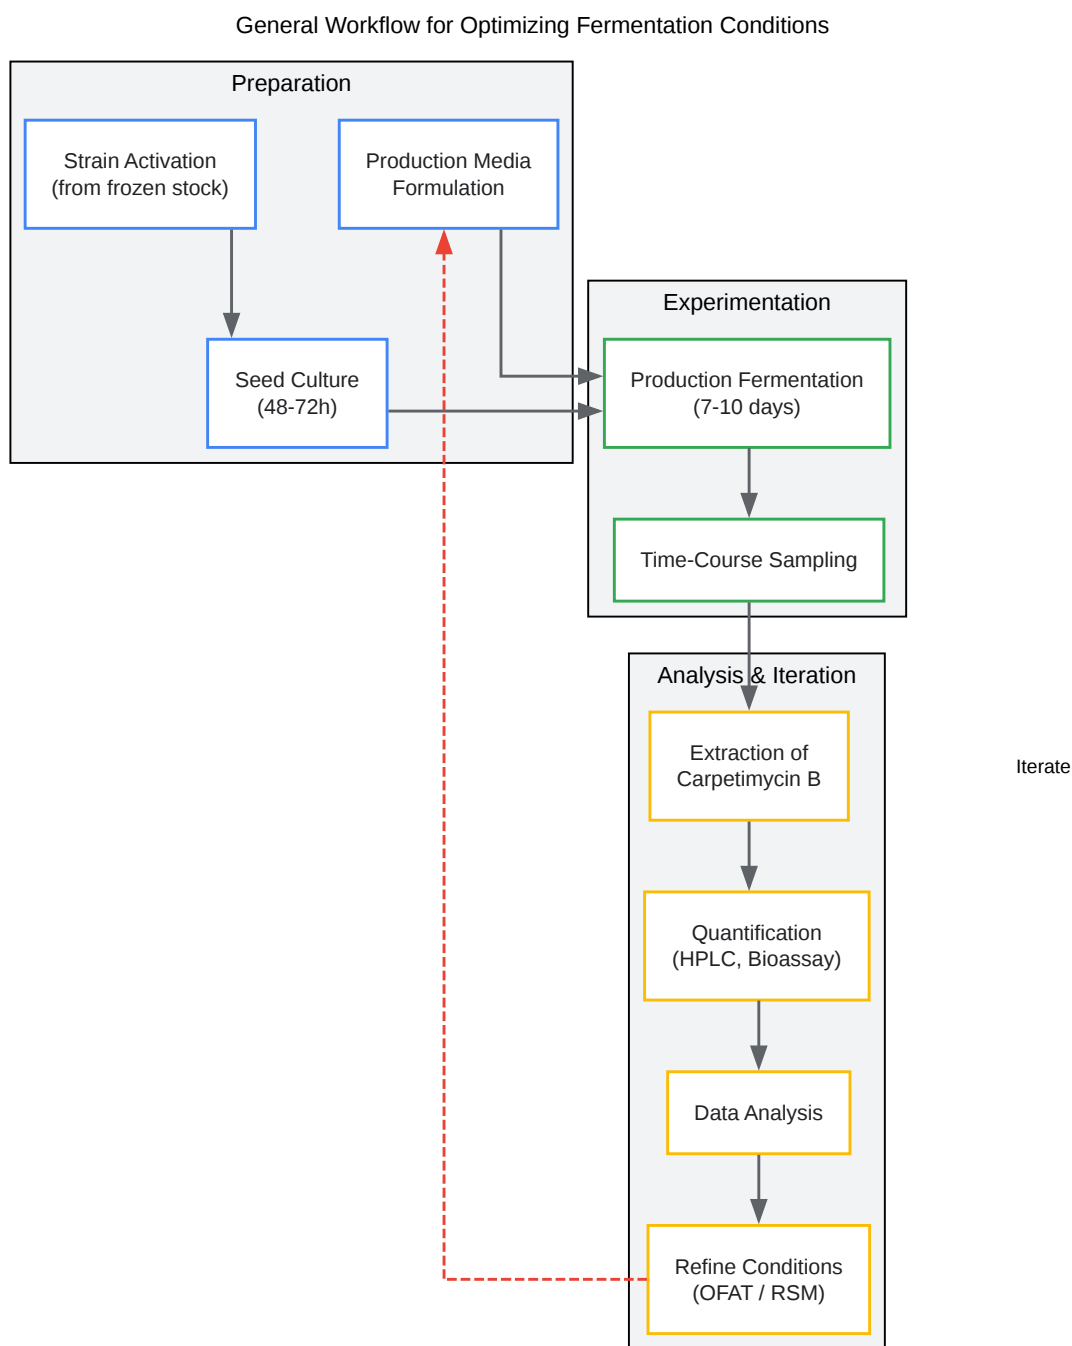 General Workflow for Optimizing Fermentation Conditions
Preparation
Strain Activation
(from frozen stock)
Production Media
Formulation
Seed Culture
(48-72h)
Experimentation
Production Fermentation
(7-10 days)
Time-Course Sampling
Analysis & Iteration
Extraction of
Carpetimycin B
Iterate
Quantification
(HPLC, Bioassay)
Data Analysis
Refine Conditions
(OFAT / RSM)